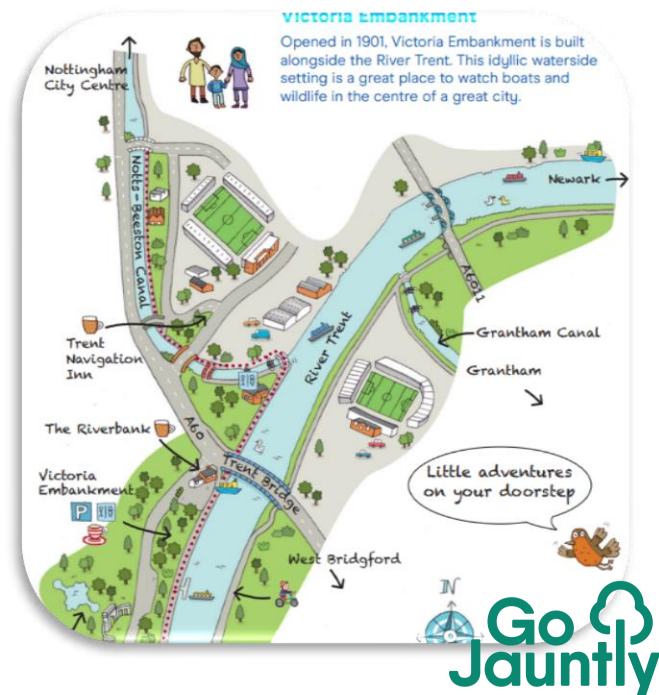 Victoria Embankment
Opened in 1901, Victoria Embankment is built
alongside the River Trent. This idyllic waterside
setting is a great place to watch boats and
wildlife in the centre of a great city.
Nottingham
City Centre
Newark
Notts-Beeston Canal
A6011
Trent
Navigation
Inn
River Trent
Grantham Canal
Grantham
The Riverbank
A60
Trent Bridge
Little adventures
on your doorstep
Victoria
Embankment
P
West Bridgford
N
Go
Jauntly